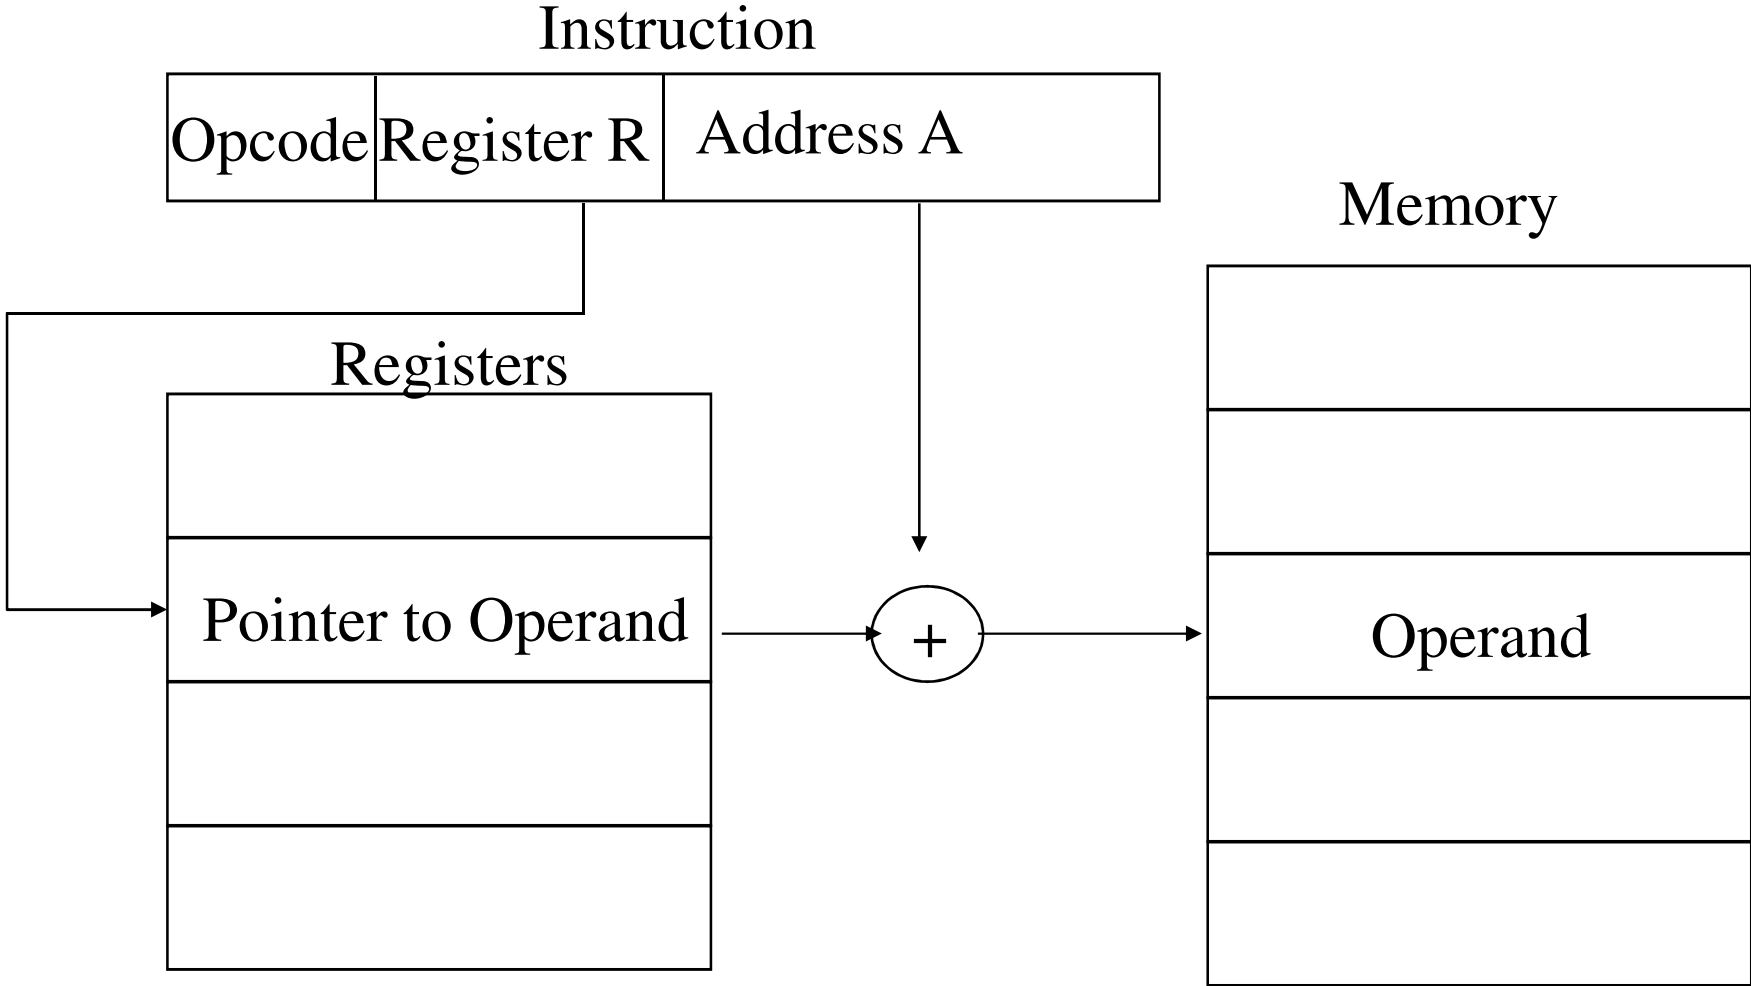 Instruction
Opcode Register R Address A
Memory
Registers
Pointer to Operand
+
Operand